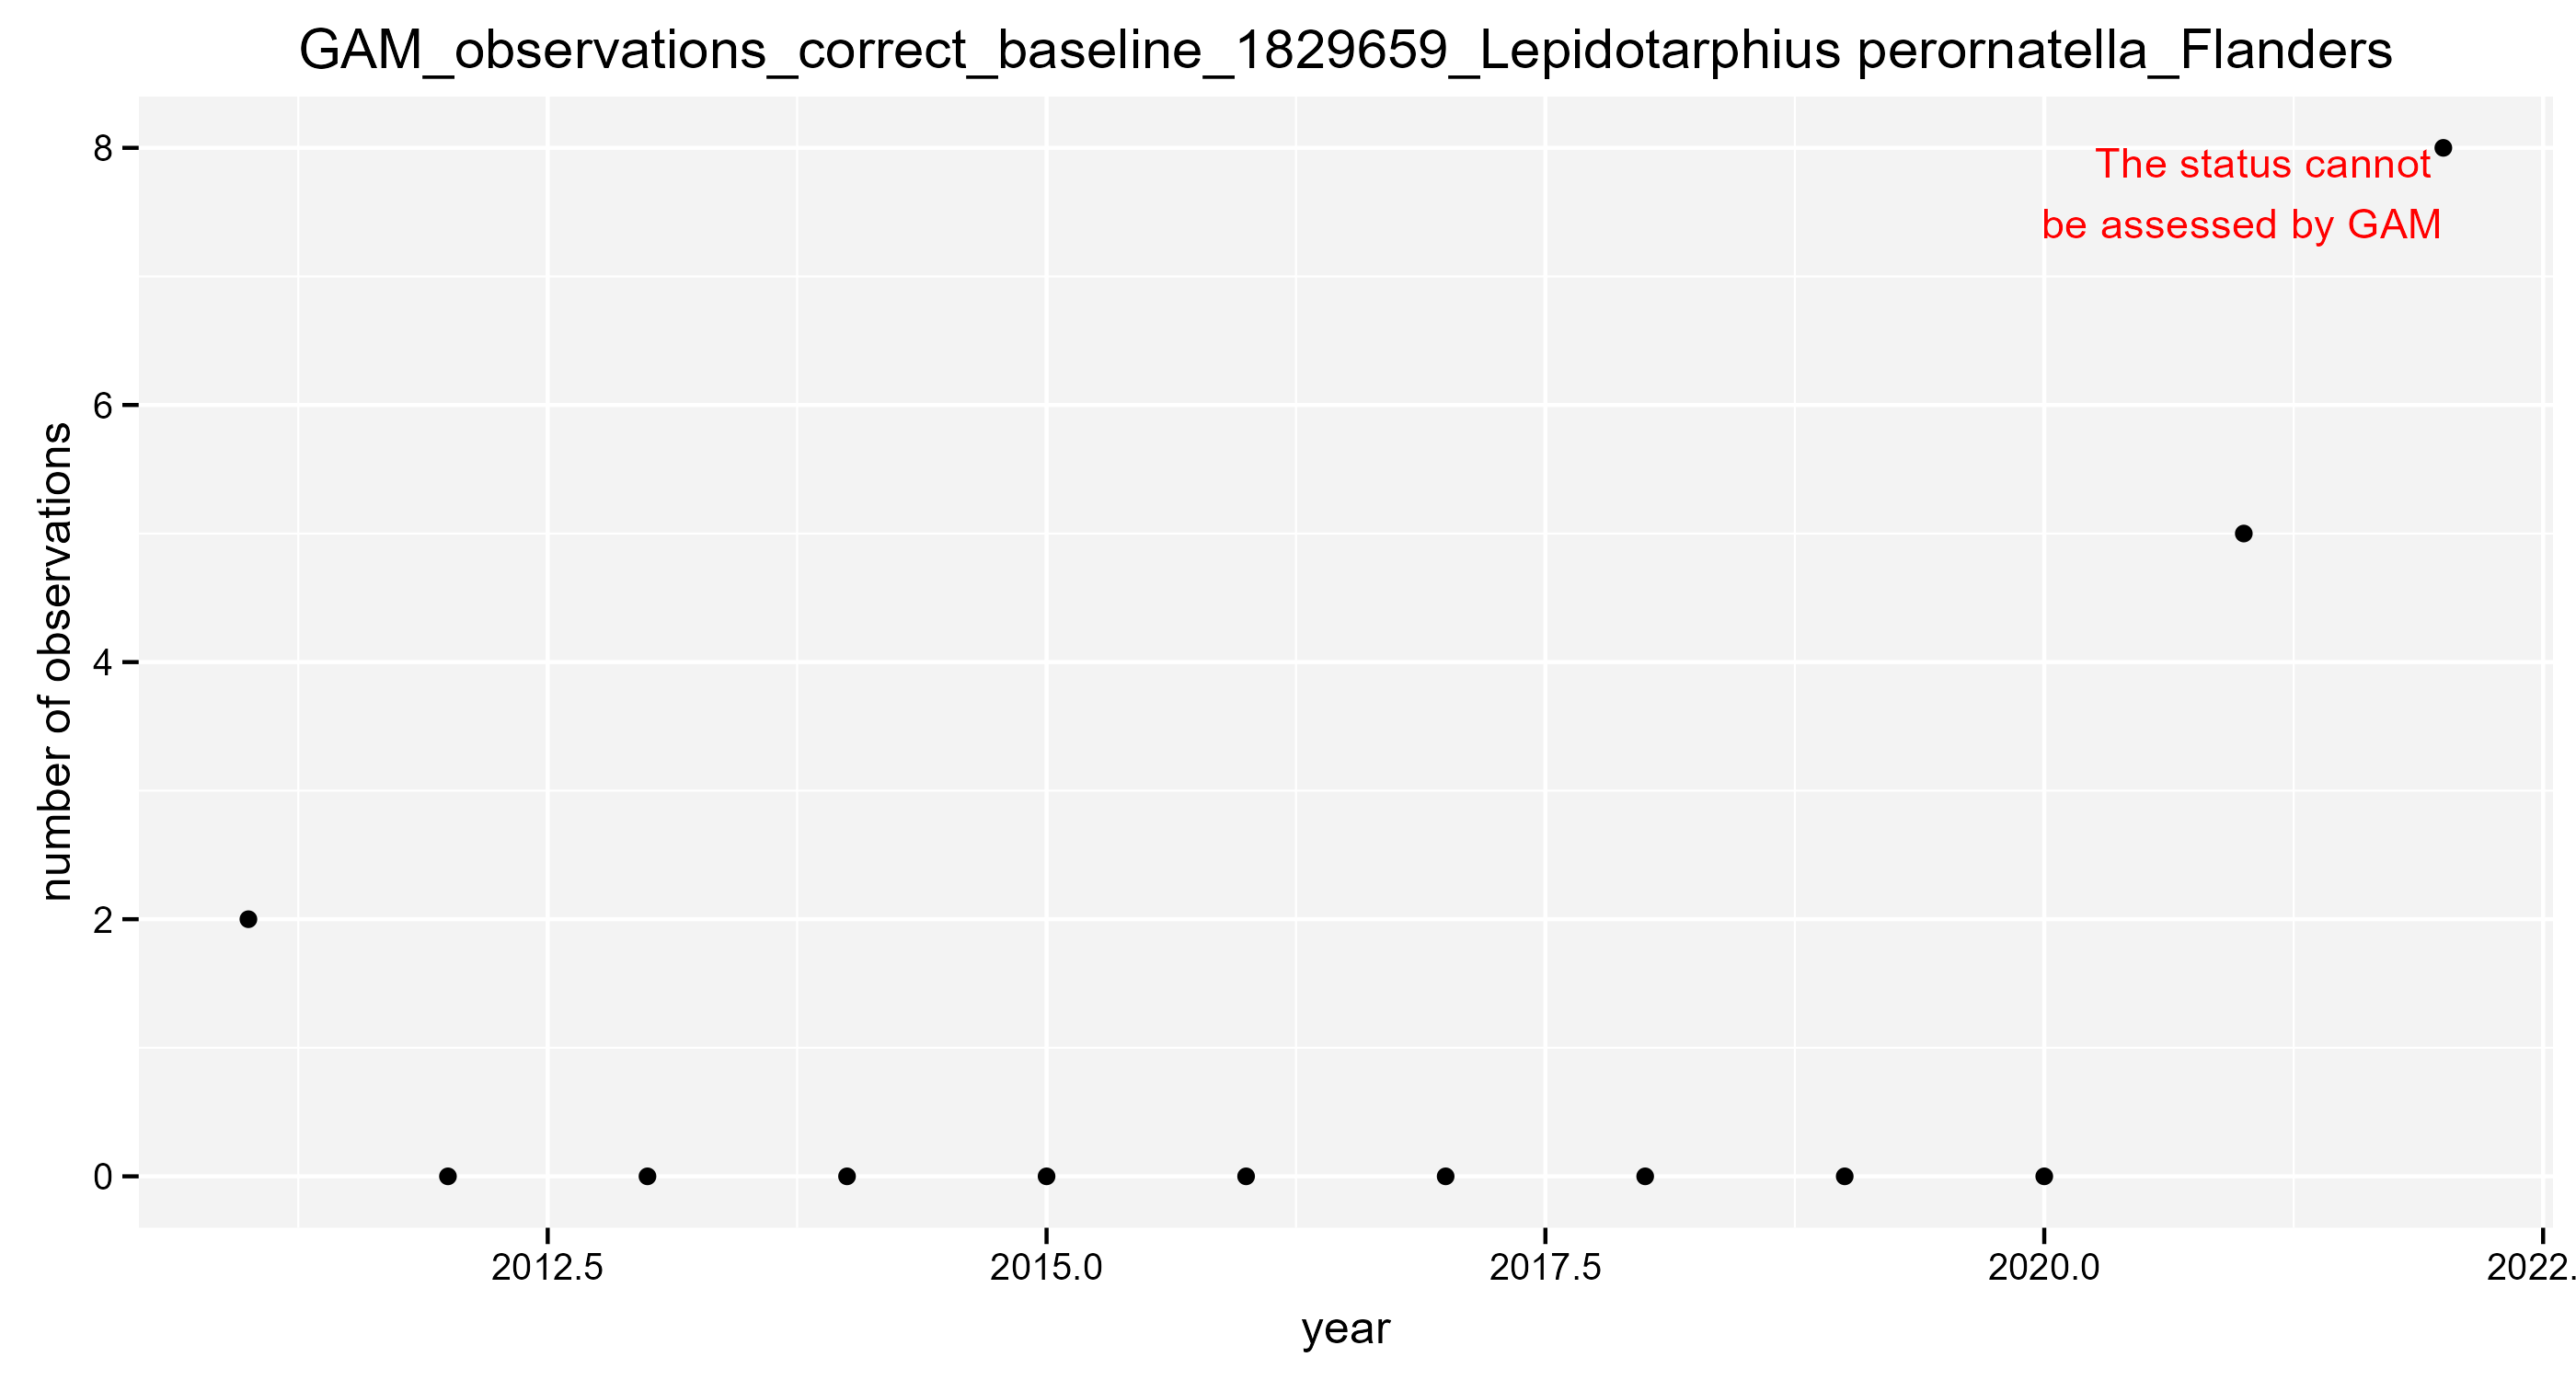 GAM_observations_correct_baseline_1829659_Lepidotarphius perornatella_Flanders
8
The status cannot
be assessed by GAM
6
number of observations
4
2
0
2012.5 2015.0 2017.5 2020.0 2022.
year